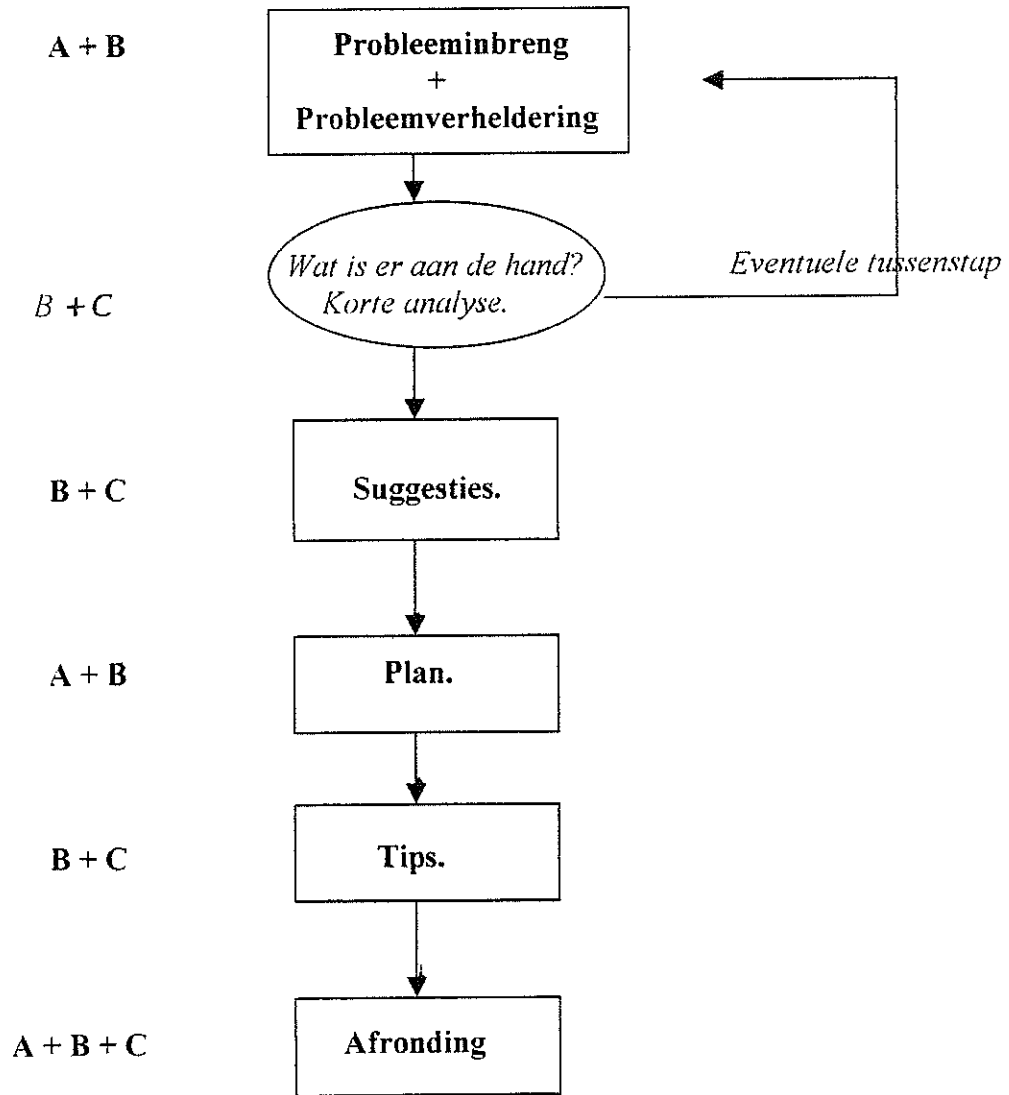 A + B
Probleeminbreng
+
Probleemverheldering
Wat is er aan de hand?
Korte analyse.
Eventuele tussenstap
B + C
B + C
Suggesties.
A + B
Plan.
B + C
Tips.
A + B + C
Afronding